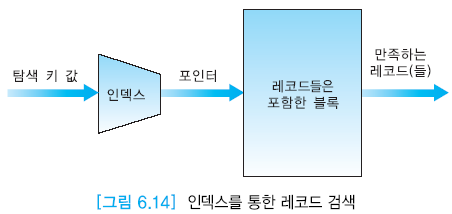 탐색 키 값
인덱스
포인터
레코드들은
포함한 블록
만족하는
레코드(들)
[그림 6.14] 인덱스를 통한 레코드 검색